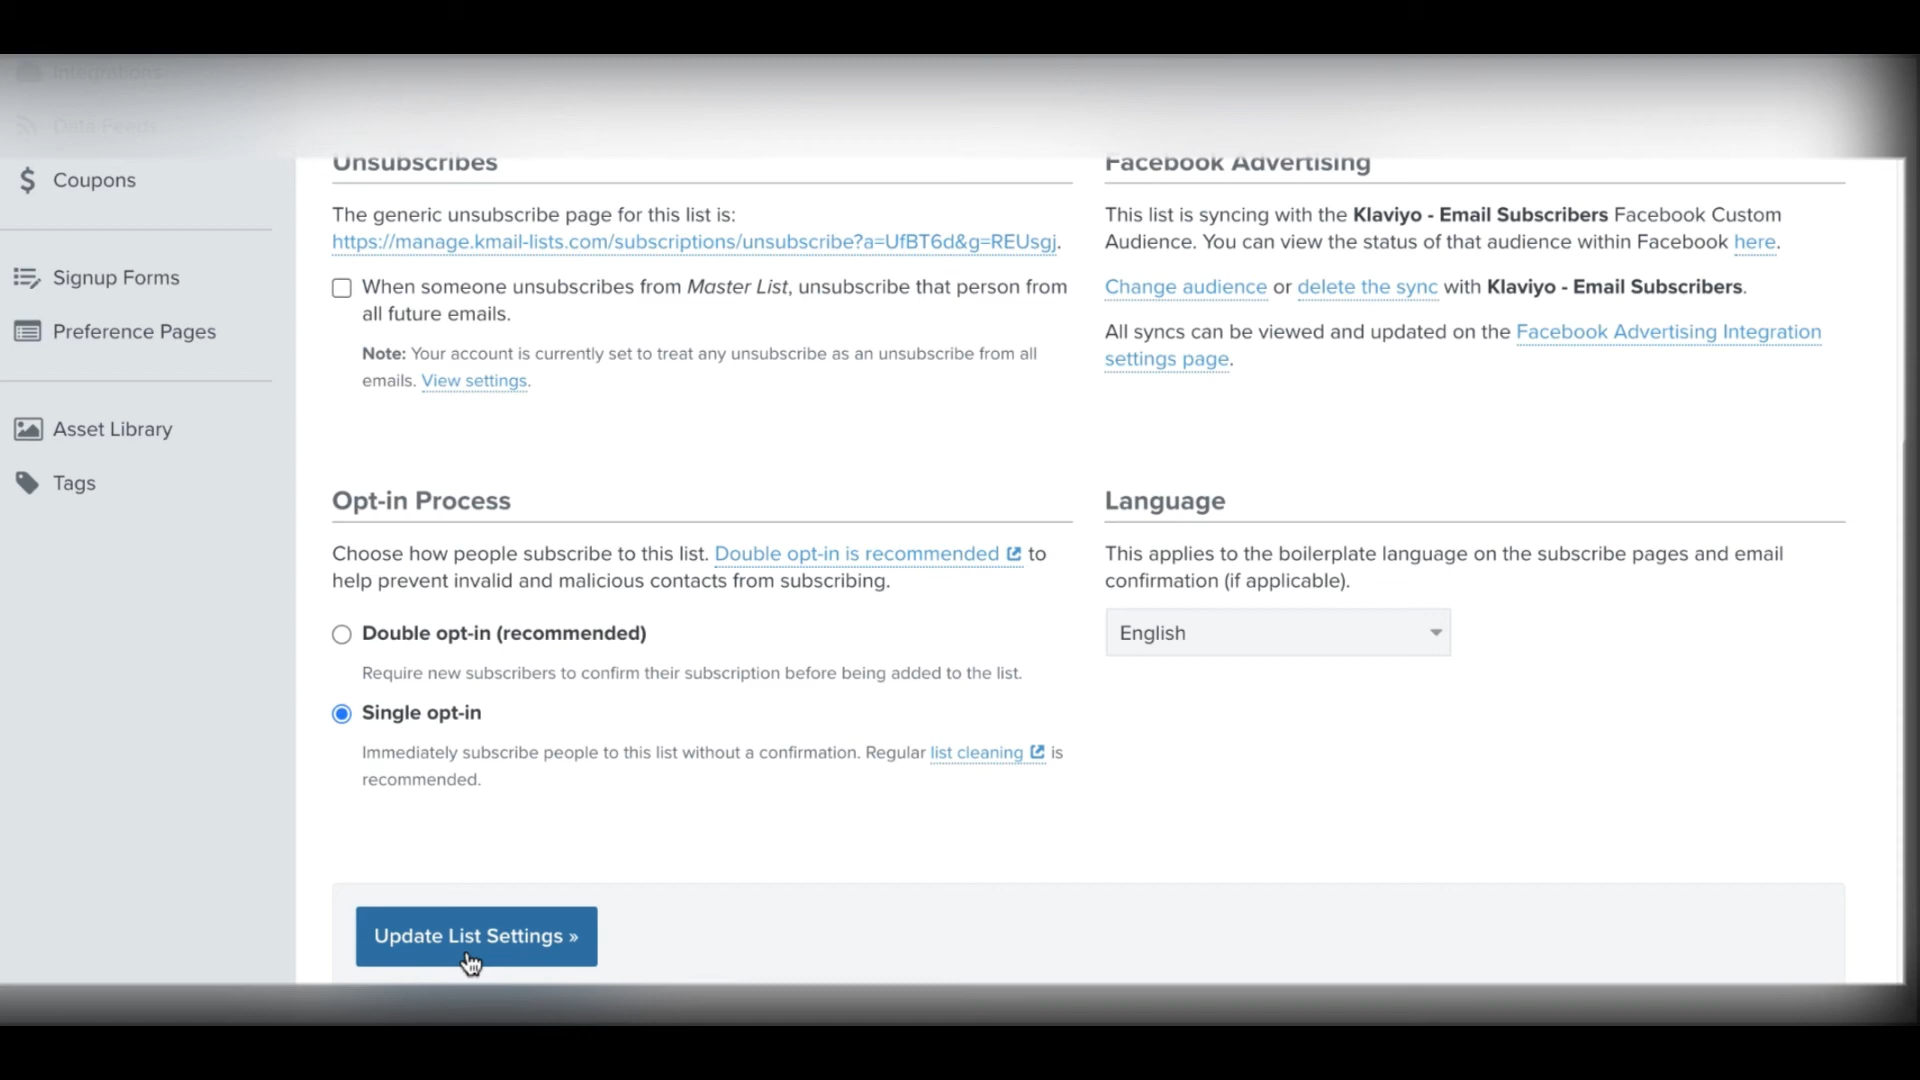 Integrations
Data Feeds
Coupons
Signup Forms
Preference Pages
Asset Library
Tags
Unsubscribes
The generic unsubscribe page for this list is:
https://manage.kmail-lists.com/subscriptions/unsubscribe?a=UfBT6d&g=REUsgj.
When someone unsubscribes from Master List, unsubscribe that person from
all future emails.
Note: Your account is currently set to treat any unsubscribe as an unsubscribe from all
emails. View settings.
Facebook Advertising
This list is syncing with the Klaviyo - Email Subscribers Facebook Custom
Audience. You can view the status of that audience within Facebook here.
Change audience or delete the sync with Klaviyo - Email Subscribers.
All syncs can be viewed and updated on the Facebook Advertising Integration
settings page.
Opt-in Process
Choose how people subscribe to this list. Double opt-in is recommended to
help prevent invalid and malicious contacts from subscribing.
Double opt-in (recommended)
Require new subscribers to confirm their subscription before being added to the list.
Single opt-in
Immediately subscribe people to this list without a confirmation. Regular list cleaning is
recommended.
Language
This applies to the boilerplate language on the subscribe pages and email
confirmation (if applicable).
English
Update List Settings »